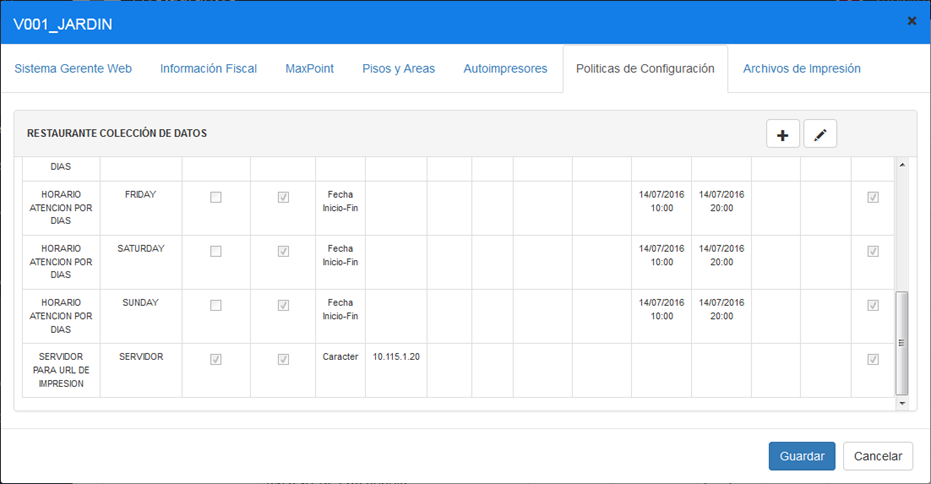 V001_JARDIN
Sistema Gerente Web Información Fiscal MaxPoint Pisos y Areas Autoimpresores Politicas de Configuración Archivos de Impresión
RESTAURANTE COLECCIÓN DE DATOS
DIAS
HORARIO ATENCION POR DIAS FRIDAY Fecha Inicio-Fin 14/07/2016 10:00 14/07/2016 20:00
HORARIO ATENCION POR DIAS SATURDAY Fecha Inicio-Fin 14/07/2016 10:00 14/07/2016 20:00
HORARIO ATENCION POR DIAS SUNDAY Fecha Inicio-Fin 14/07/2016 10:00 14/07/2016 20:00
SERVIDOR PARA URL DE IMPRESION SERVIDOR Caracter 10.115.1.20
Guardar Cancelar